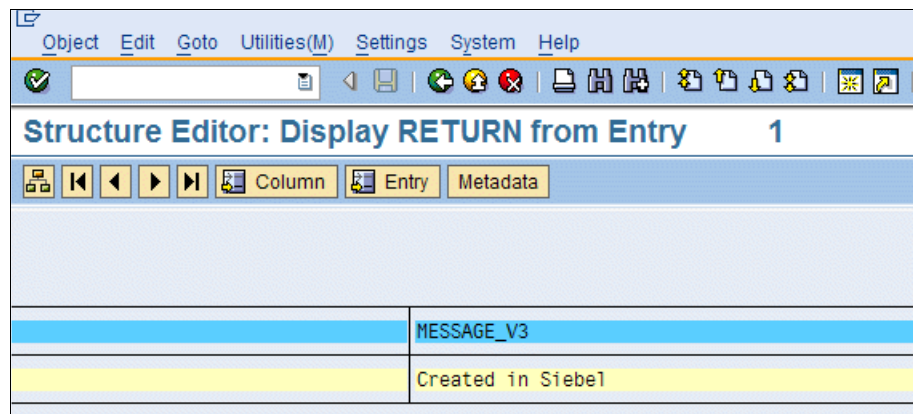 Object Edit Goto Utilities(M) Settings System Help
Structure Editor: Display RETURN from Entry 1
Column Entry Metadata
MESSAGE_V3
Created in Siebel